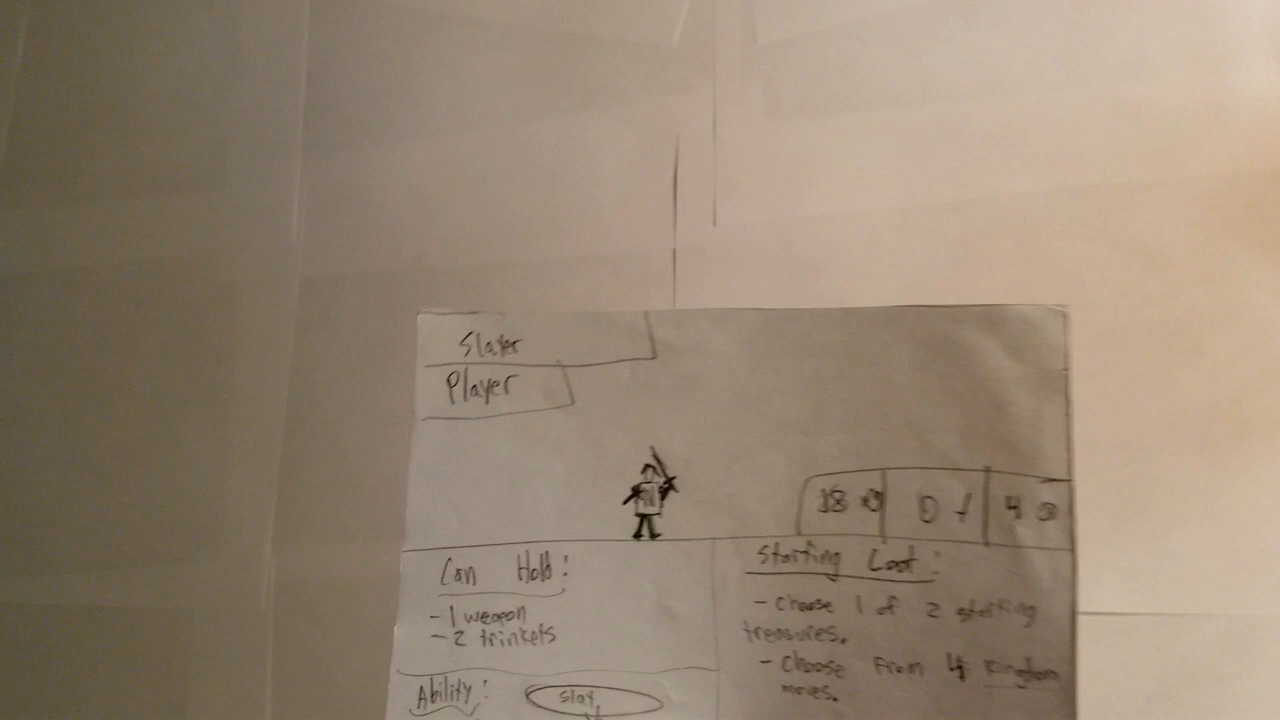 Slayer
Player
18 0 4
Can Hold:
- 1 weapon
- 2 trinkets
Ability:
slay
Starting Loot:
- Choose 1 of 2 starting
treasures.
- Choose from 4 Kingdom
moves.